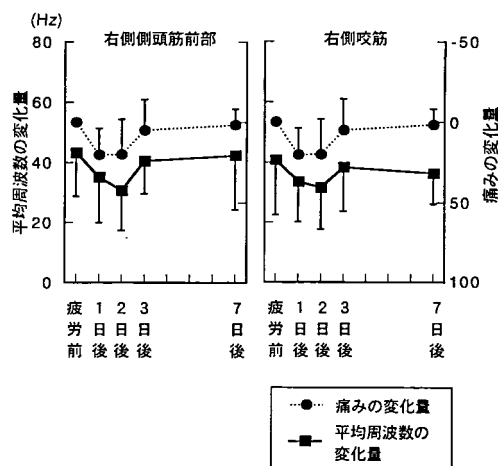 (Hz)
右側側頭筋前部
右側咬筋
80
60
40
20
0
平均周波数の変化量
-50
0
50
100
痛みの変化量
疲労前
1日後
2日後
3日後
7日後
疲労前
1日後
2日後
3日後
7日後
痛みの変化量
平均周波数の
変化量